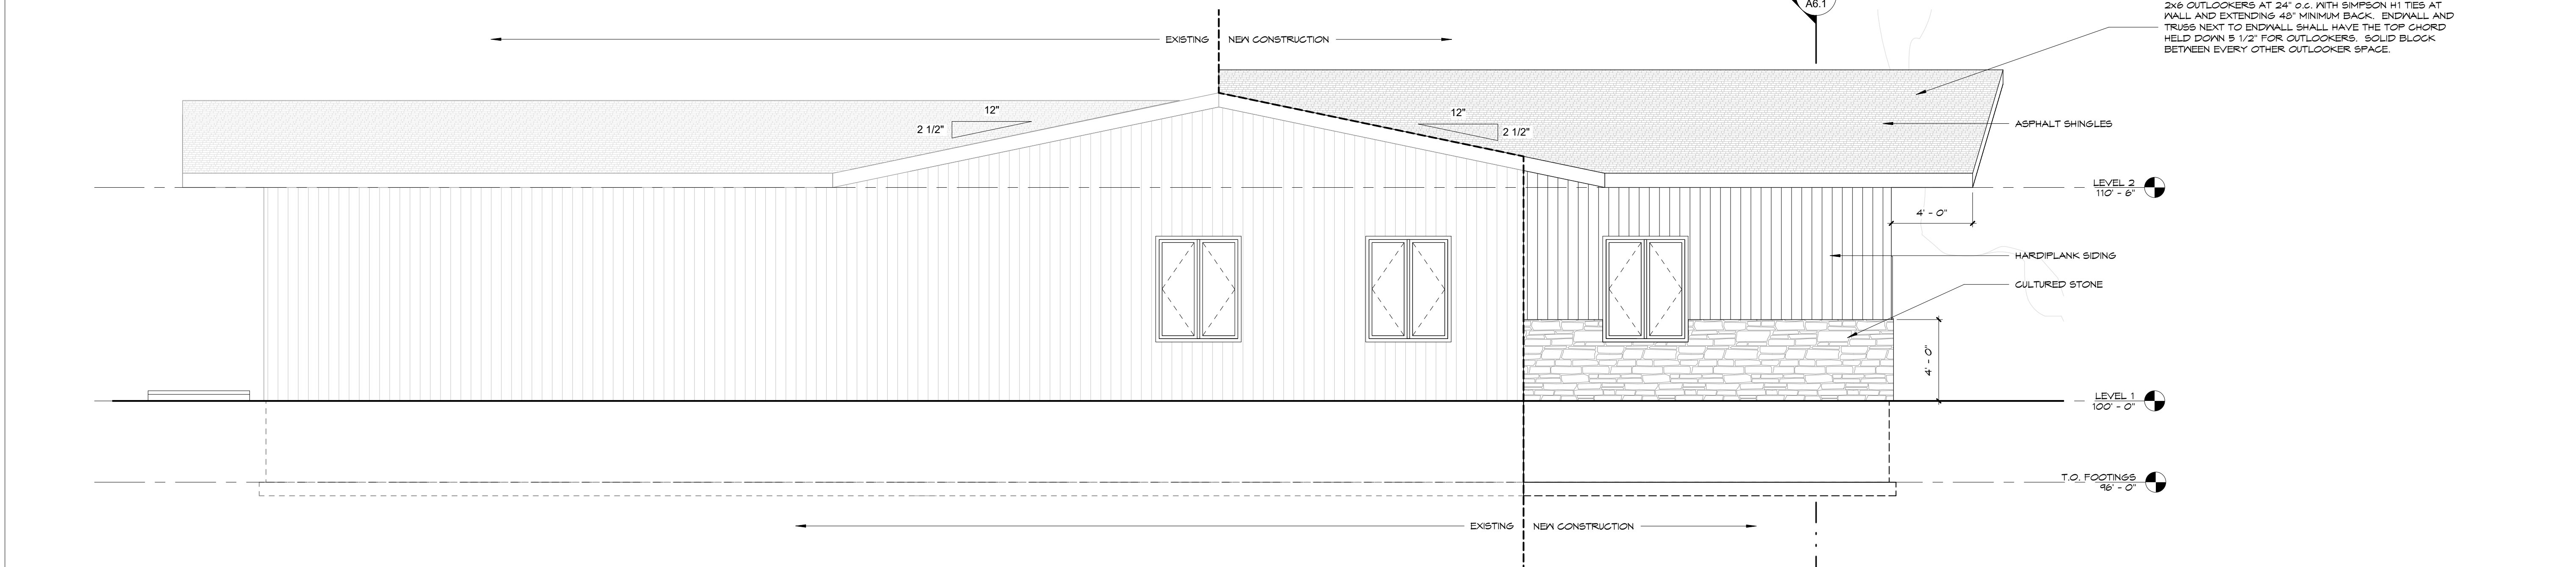 A6.1
2x6 OUTLOOKERS AT 24" o.c. WITH SIMPSON H1 TIES AT
WALL AND EXTENDING 48" MINIMUM BACK. ENDWALL AND
TRUSS NEXT TO ENDWALL SHALL HAVE THE TOP CHORD
HELD DOWN 5 1/2" FOR OUTLOOKERS. SOLID BLOCK
BETWEEN EVERY OTHER OUTLOOKER SPACE.
EXISTING
NEW CONSTRUCTION
12"
2 1/2"
12"
2 1/2"
ASPHALT SHINGLES
LEVEL 2
110' - 6"
4' - 0"
HARDIPLANK SIDING
CULTURED STONE
4' - 0"
LEVEL 1
100' - 0"
T.O. FOOTINGS
96' - 0"
EXISTING
NEW CONSTRUCTION